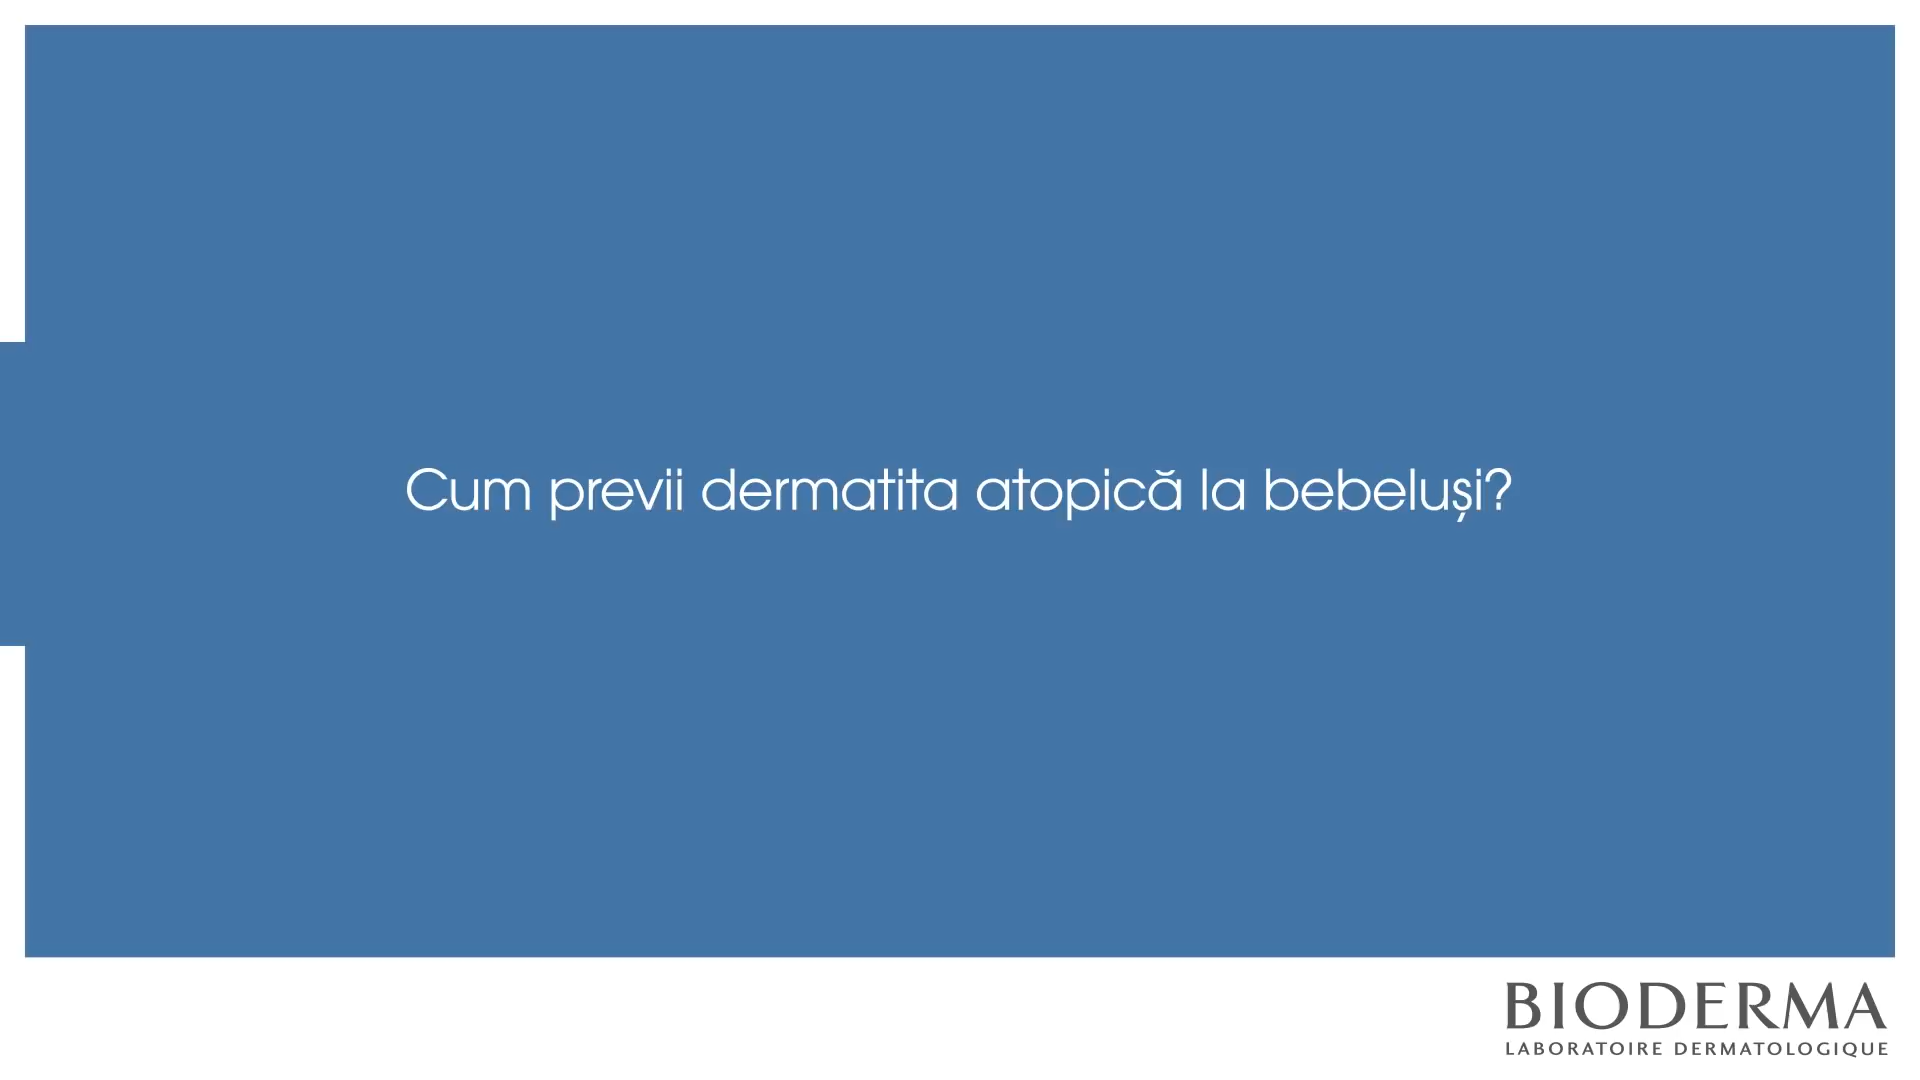 Cum previi dermatita atopică la bebeluși?
BIODERMA
LABORATOIRE DERMATOLOGIQUE